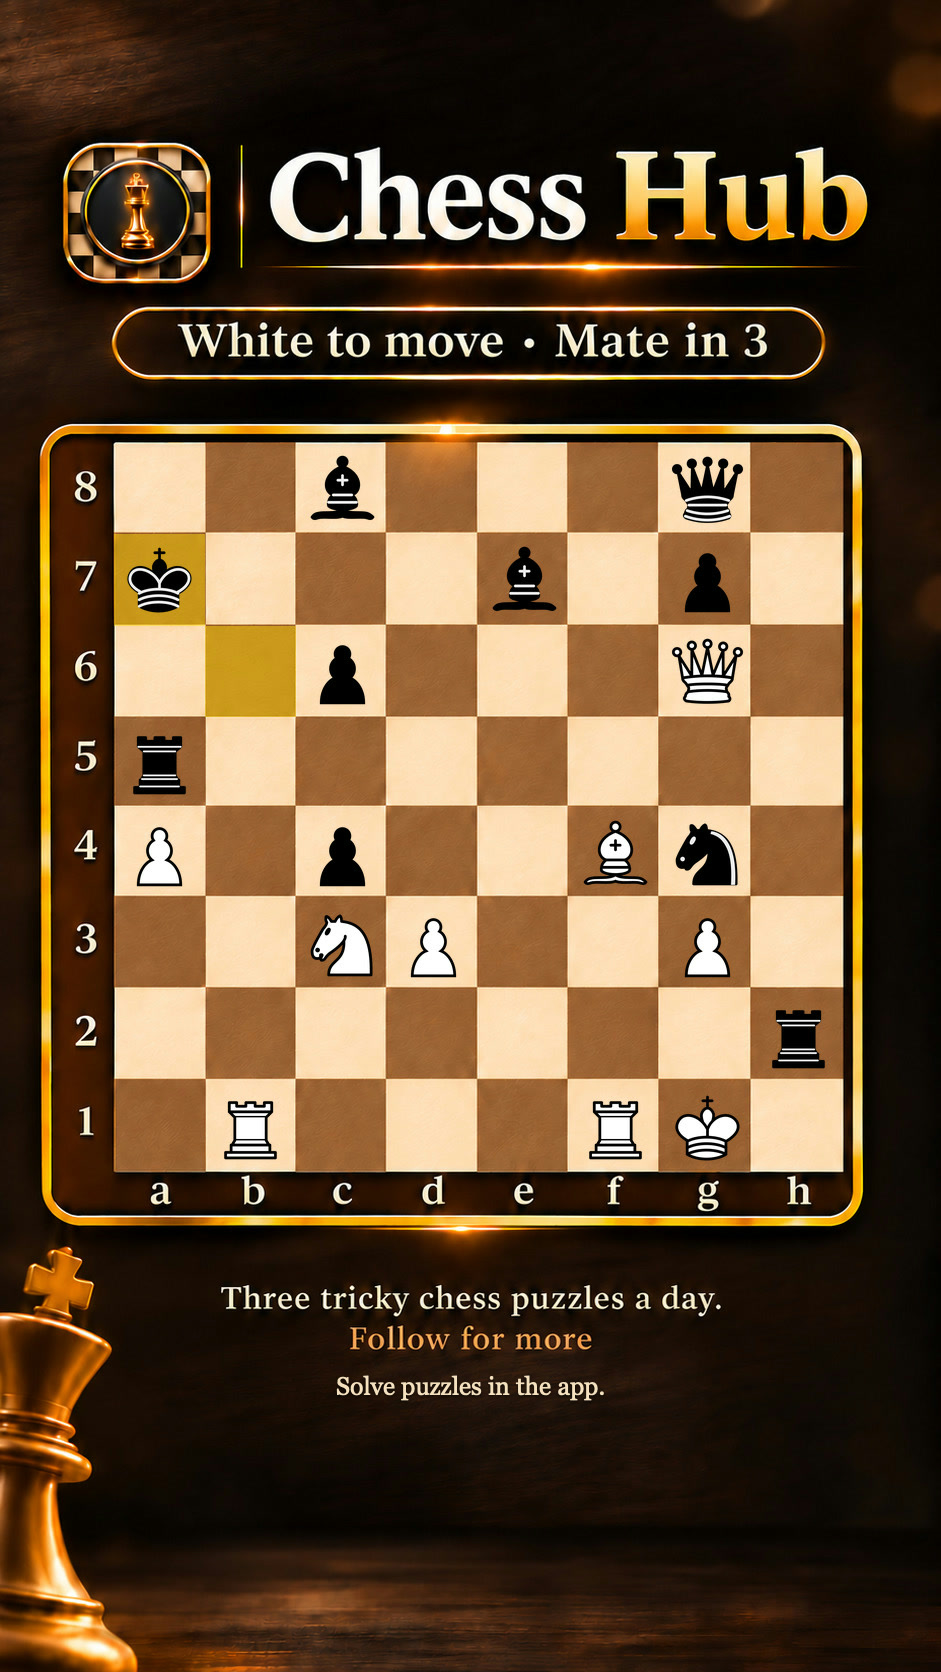 Chess Hub
White to move • Mate in 3
8
7
6
5
4
3
2
1
a b c d e f g h
Three tricky chess puzzles a day.
Follow for more
Solve puzzles in the app.